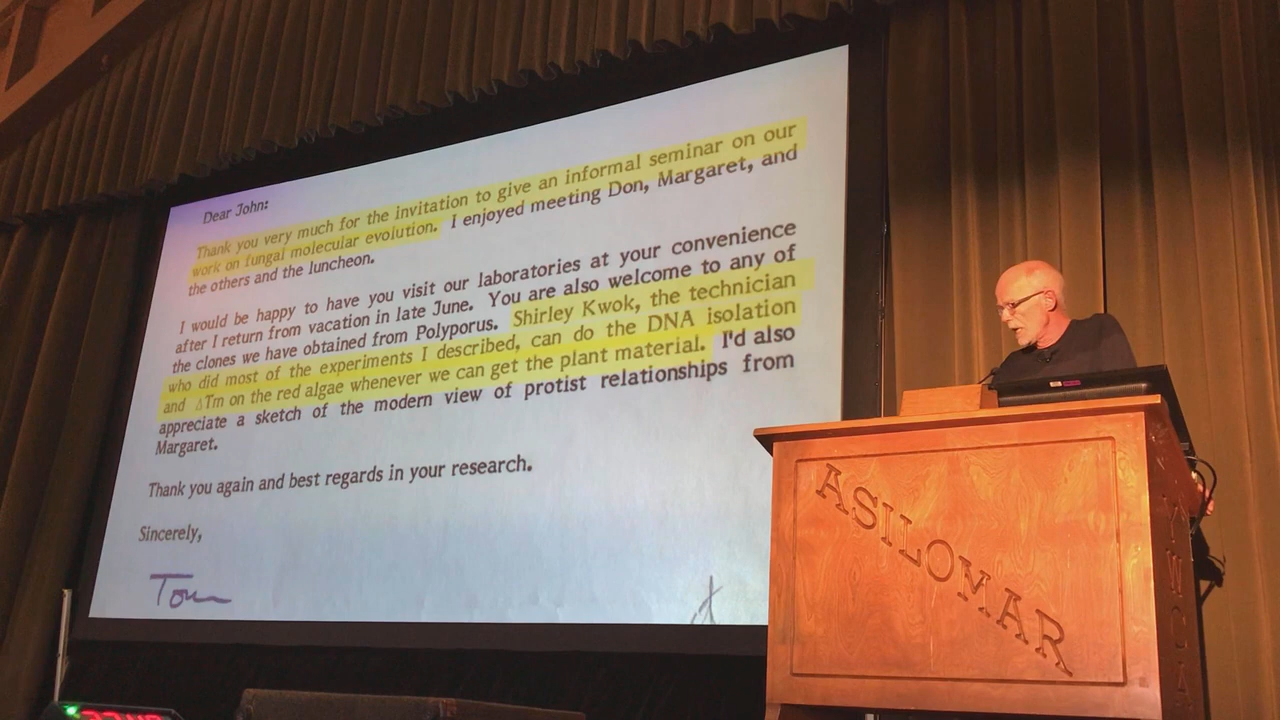 Dear John:
Thank you very much for the invitation to give an informal seminar on our
work on fungal molecular evolution. I enjoyed meeting Don, Margaret, and
the others and the luncheon.
I would be happy to have you visit our laboratories at your convenience
after I return from vacation in late June. You are also welcome to any of
the clones we have obtained from Polyporus. Shirley Kwok, the technician
who did most of the experiments I described, can do the DNA isolation
and ΔTm on the red algae whenever we can get the plant material. I'd also
appreciate a sketch of the modern view of protist relationships from
Margaret.
Thank you again and best regards in your research.
Sincerely,
Tom
ASILOMAR
YWCA